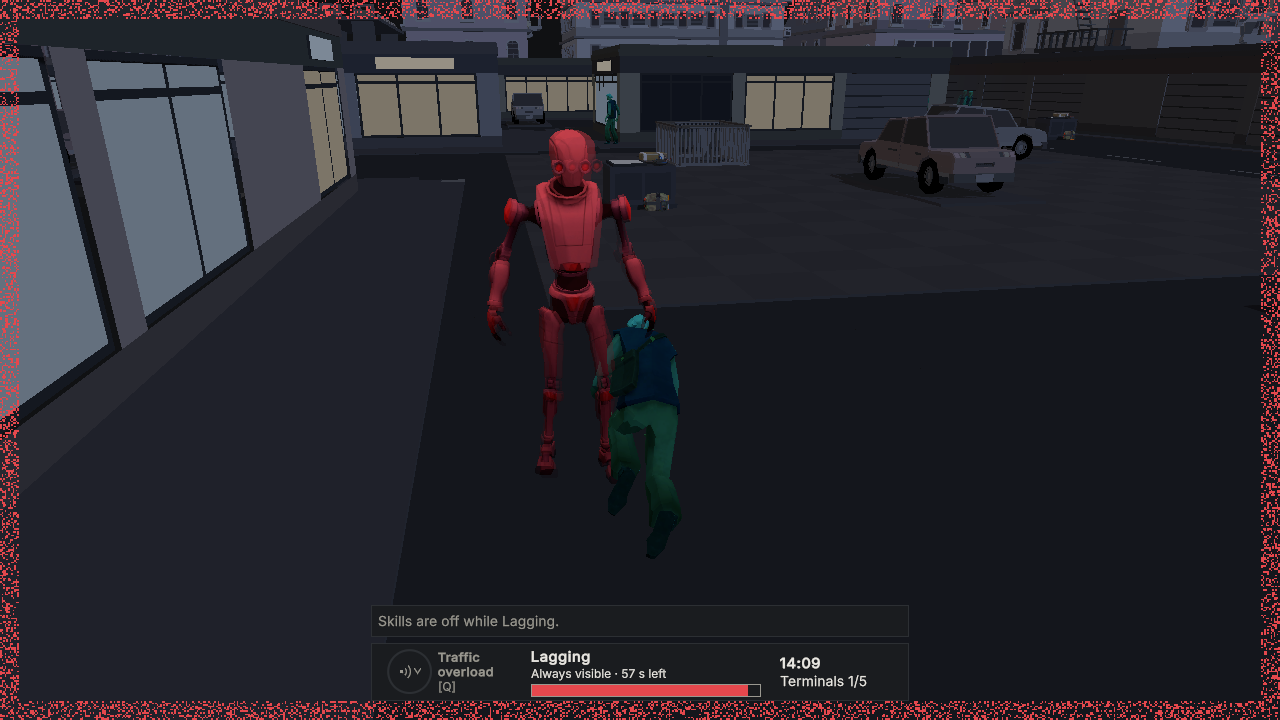 Skills are off while Lagging.
Traffic
overload
[Q]
Lagging
Always visible · 57 s left
14:09
Terminals 1/5